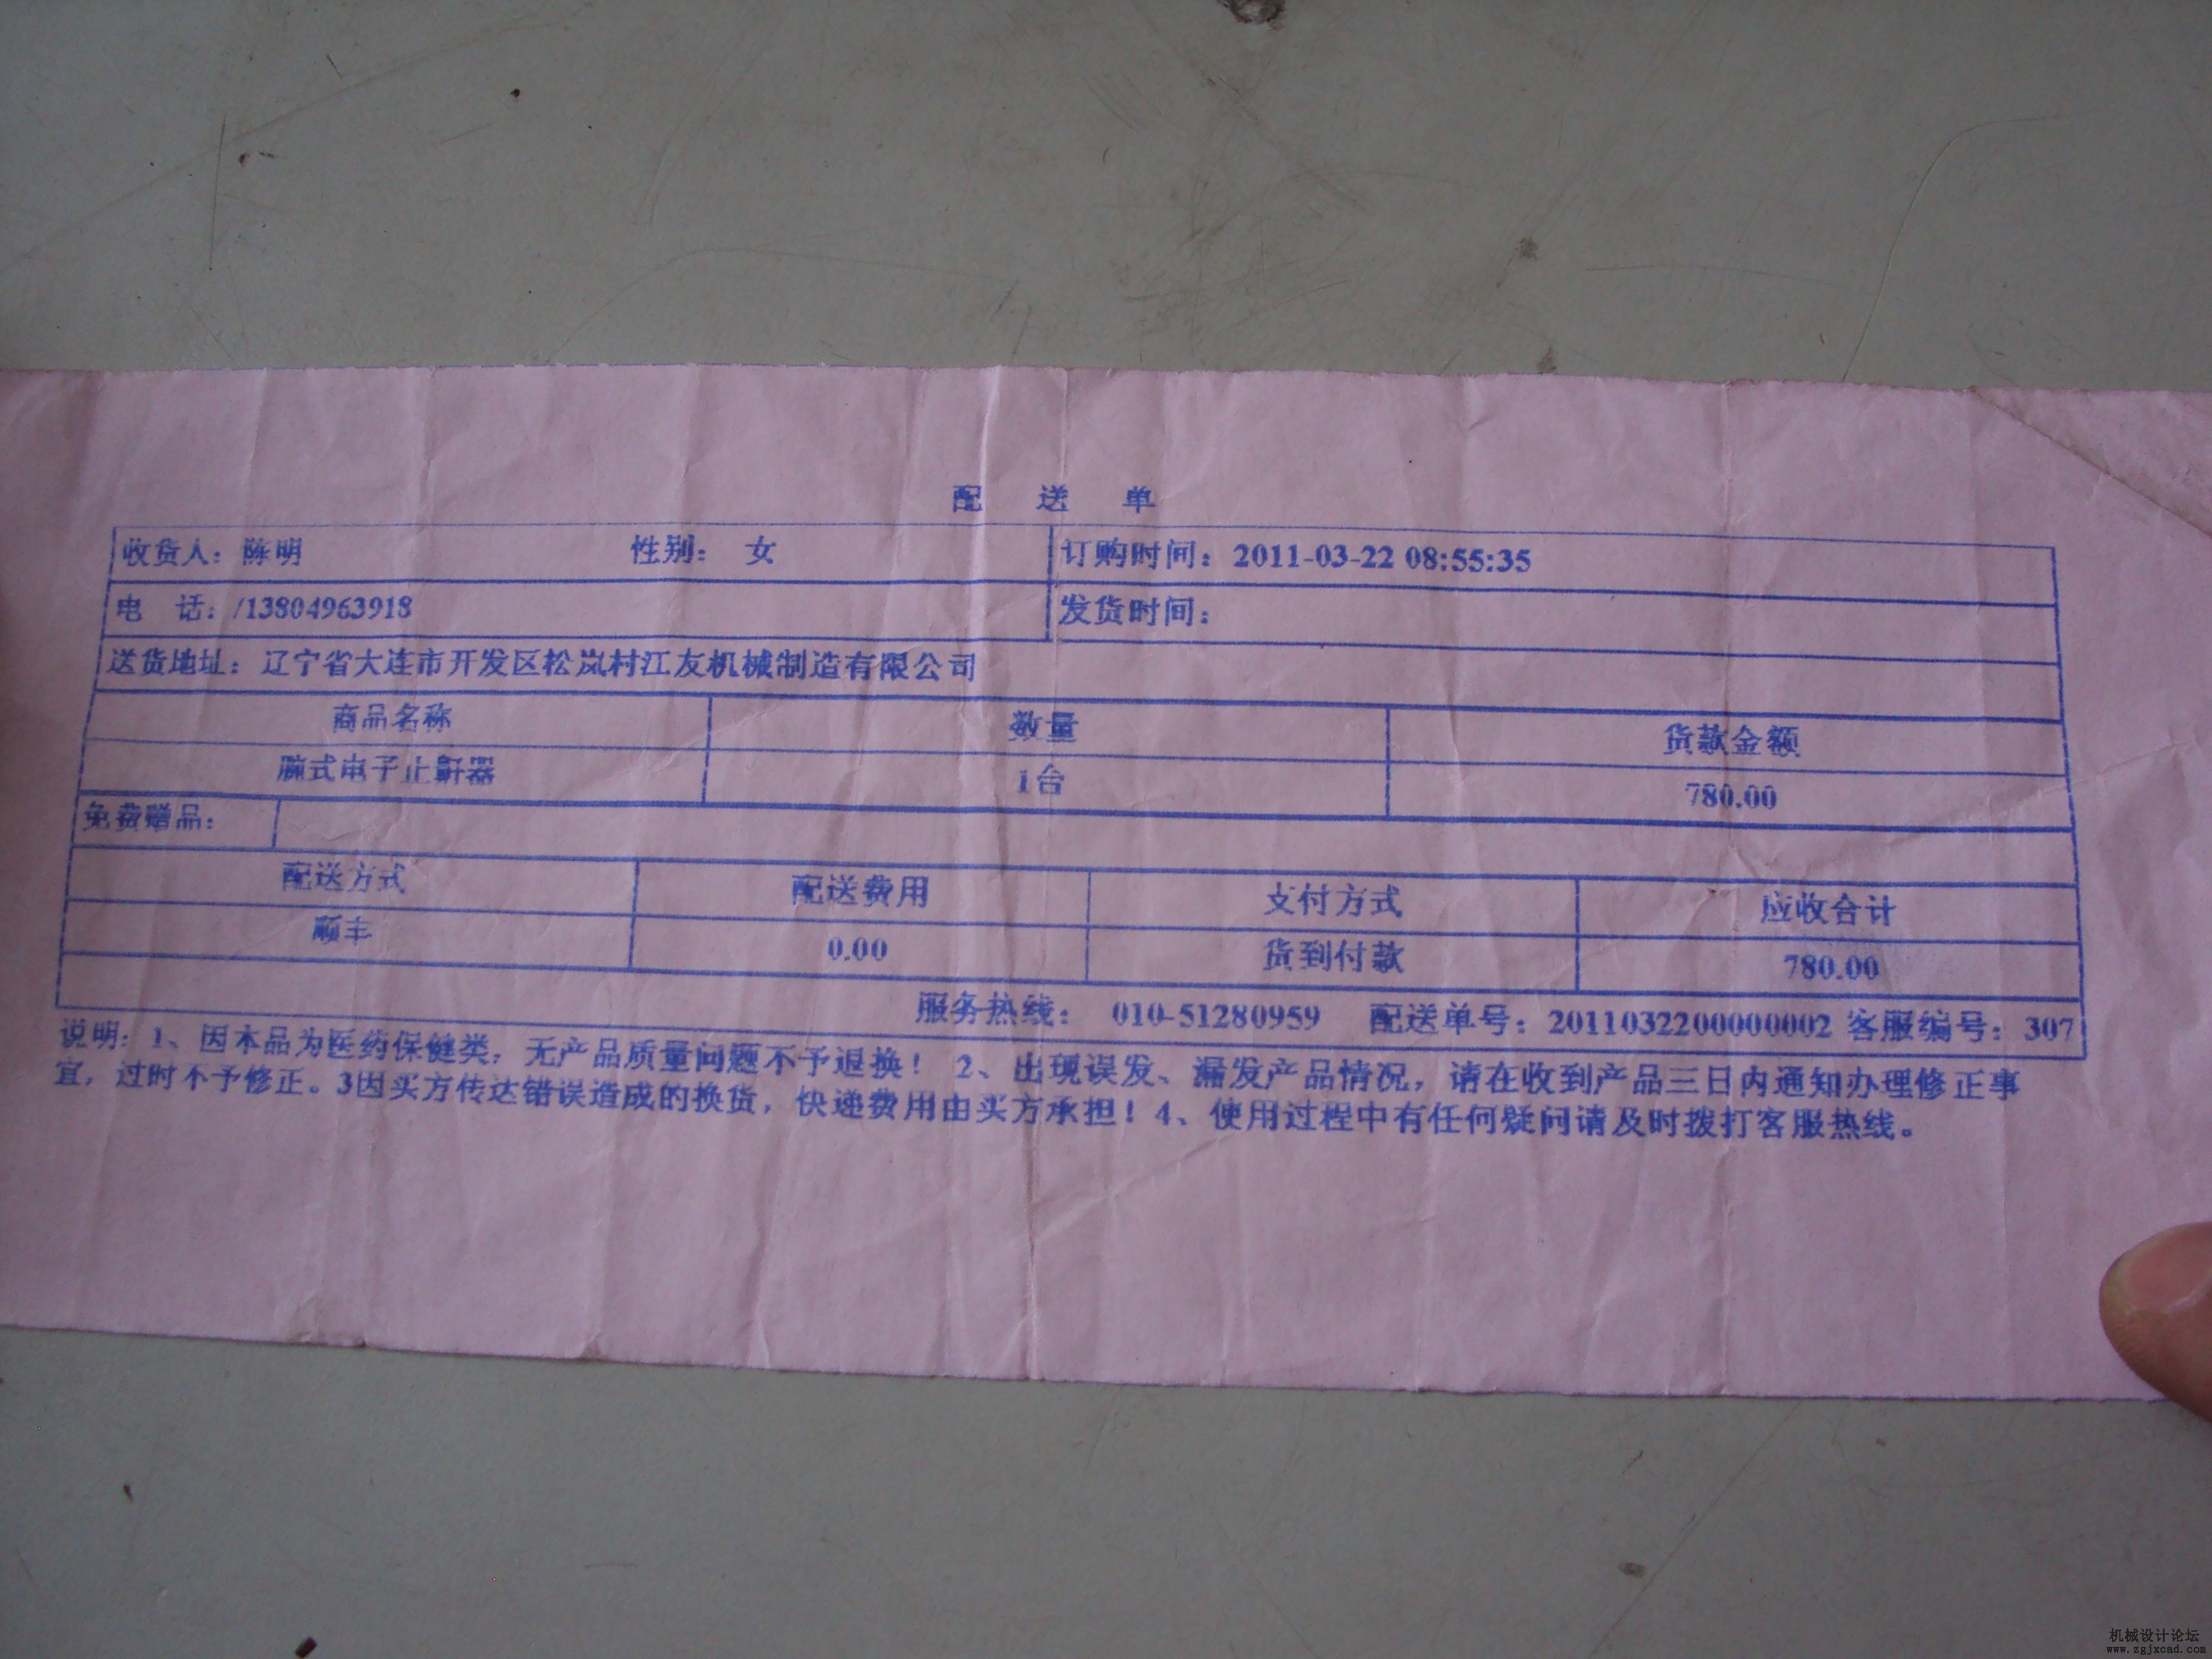 配 送 单
收货人：陈明 性别： 女 订购时间：2011-03-22 08:55:35
电 话：/13804963918 发货时间：
送货地址：辽宁省大连市开发区松岚村江友机械制造有限公司
商品名称 数量 货款金额
腕式电子止鼾器 1台 780.00
免费赠品：
配送方式 配送费用 支付方式 应收合计
顺丰 0.00 货到付款 780.00
服务热线： 010-51280959 配送单号：2011032200000002 客服编号：307
说明：1、因本品为医药保健类，无产品质量问题不予退换！ 2、出现误发、漏发产品情况，请在收到产品三日内通知办理修正事
宜，过时不予修正。3因买方传达错误造成的换货，快递费用由买方承担！4、使用过程中有任何疑问请及时拨打客服热线。
机械设计论坛
www.zgjxcad.com